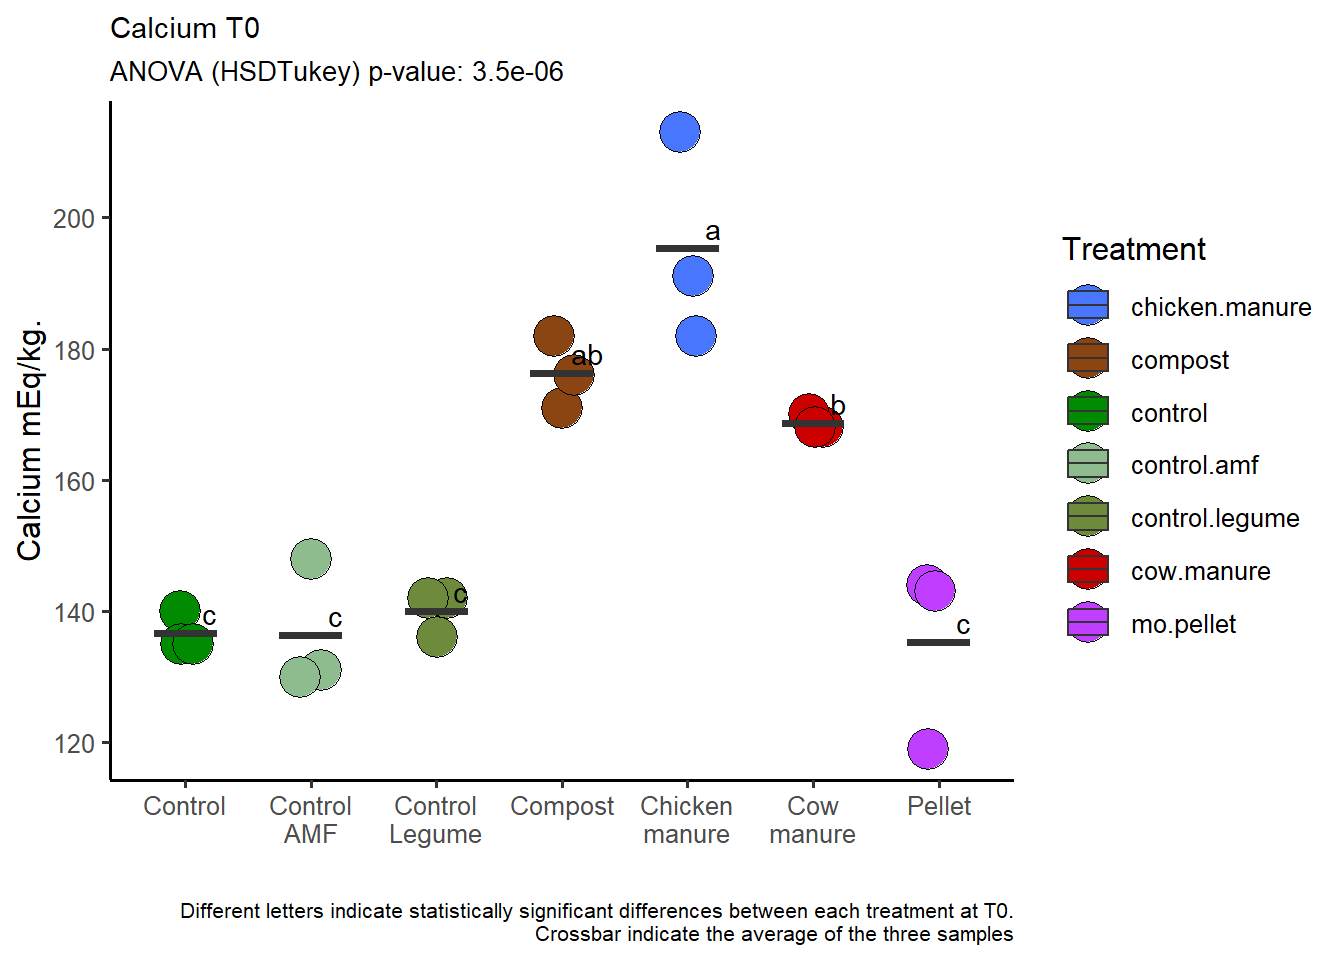 Calcium T0
ANOVA (HSDTukey) p-value: 3.5e-06
Calcium mEq/kg.
200
180
160
140
120
a
ab
b
c
c
c
c
Control
Control
AMF
Control
Legume
Compost
Chicken
manure
Cow
manure
Pellet
Treatment
chicken.manure
compost
control
control.amf
control.legume
cow.manure
mo.pellet
Different letters indicate statistically significant differences between each treatment at T0.
Crossbar indicate the average of the three samples